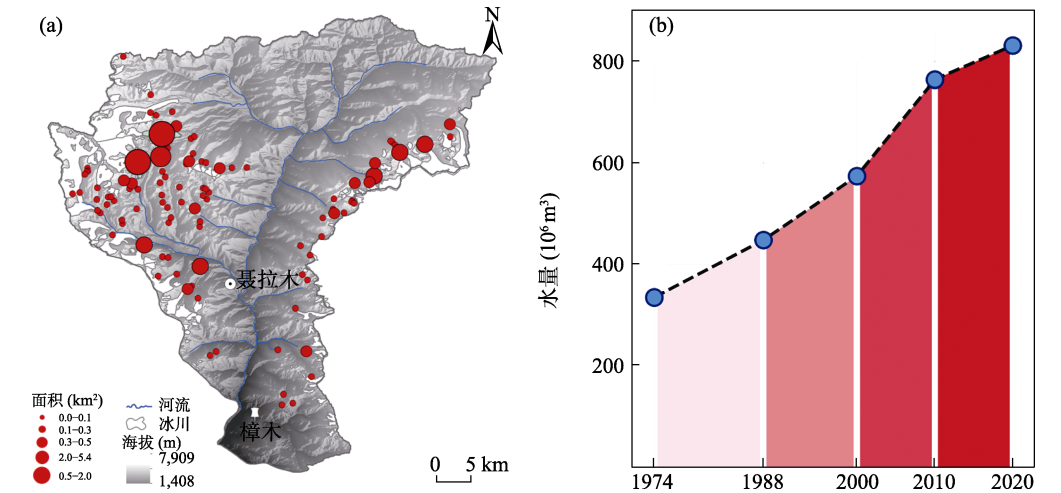 (a)
N
聂拉木
樟木
面积 (km²)
0.0–0.1
0.1–0.3
0.3–0.5
2.0–5.4
0.5–2.0
河流
冰川
海拔 (m)
7,909
1,408
0 5 km
(b)
水量 (10⁶m³)
800
600
400
200
1974 1988 2000 2010 2020